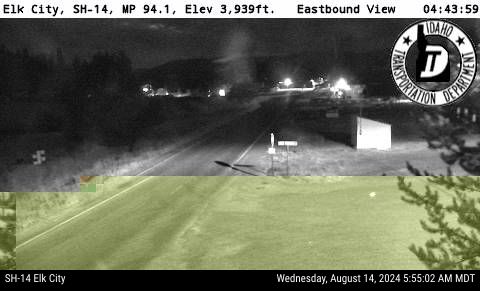 Elk City, SH-14, MP 94.1, Elev 3,939ft. Eastbound View 04:43:59
IDAHO
TRANSPORTATION DEPARTMENT
SH-14 Elk City Wednesday, August 14, 2024 5:55:02 AM MDT